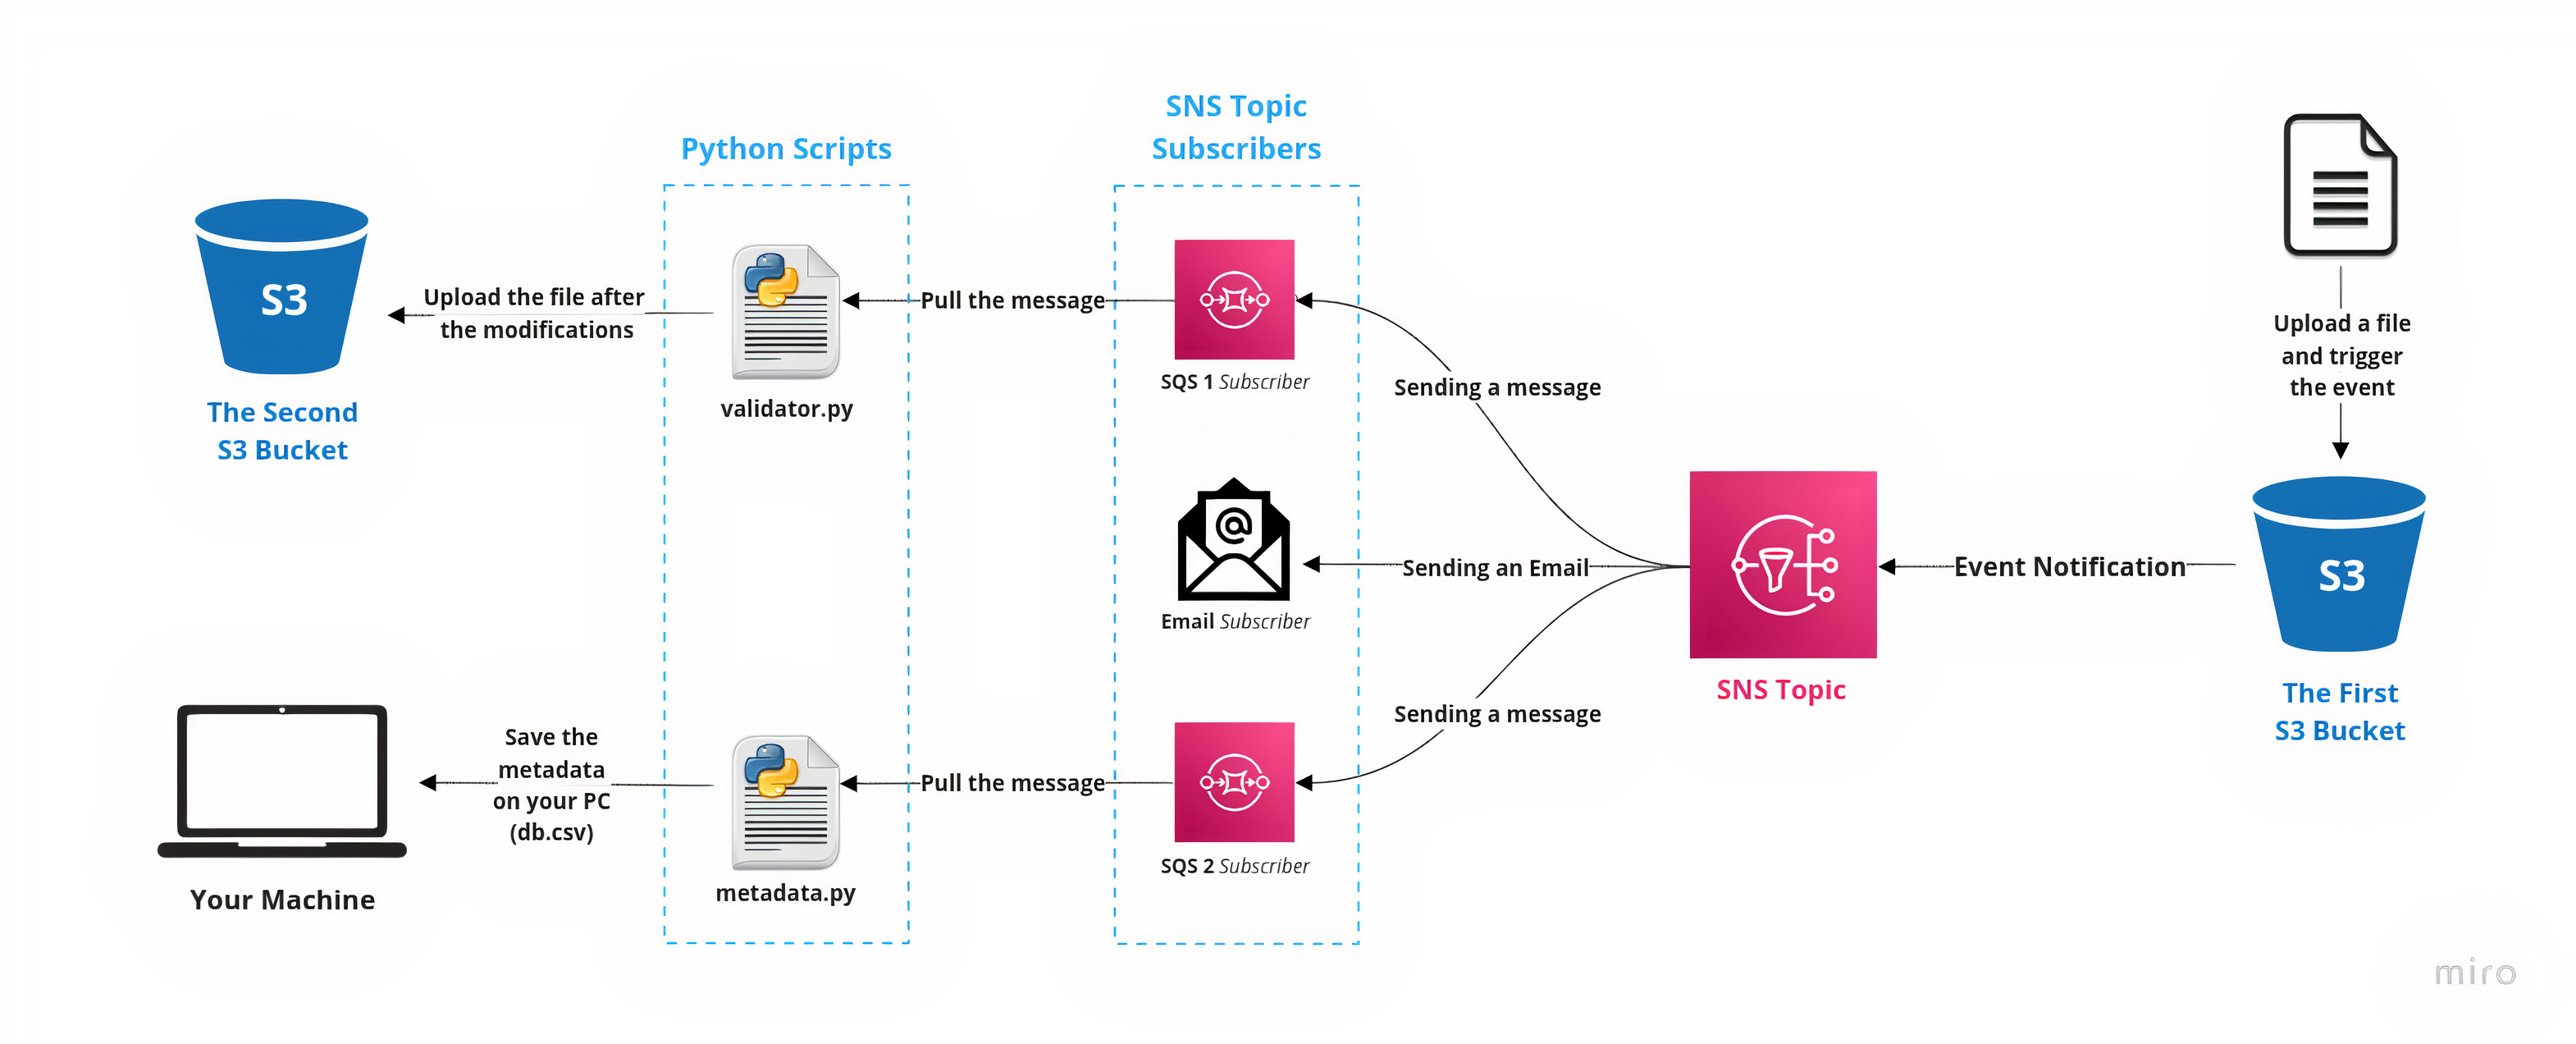 SNS Topic
Subscribers
Python Scripts
S3
The Second
S3 Bucket
Upload the file after
the modifications
validator.py
Pull the message
SQS 1 Subscriber
Sending a message
Upload a file
and trigger
the event
Email Subscriber
Sending an Email
SNS Topic
Event Notification
S3
The First
S3 Bucket
Your Machine
Save the
metadata
on your PC
(db.csv)
metadata.py
Pull the message
SQS 2 Subscriber
Sending a message
miro